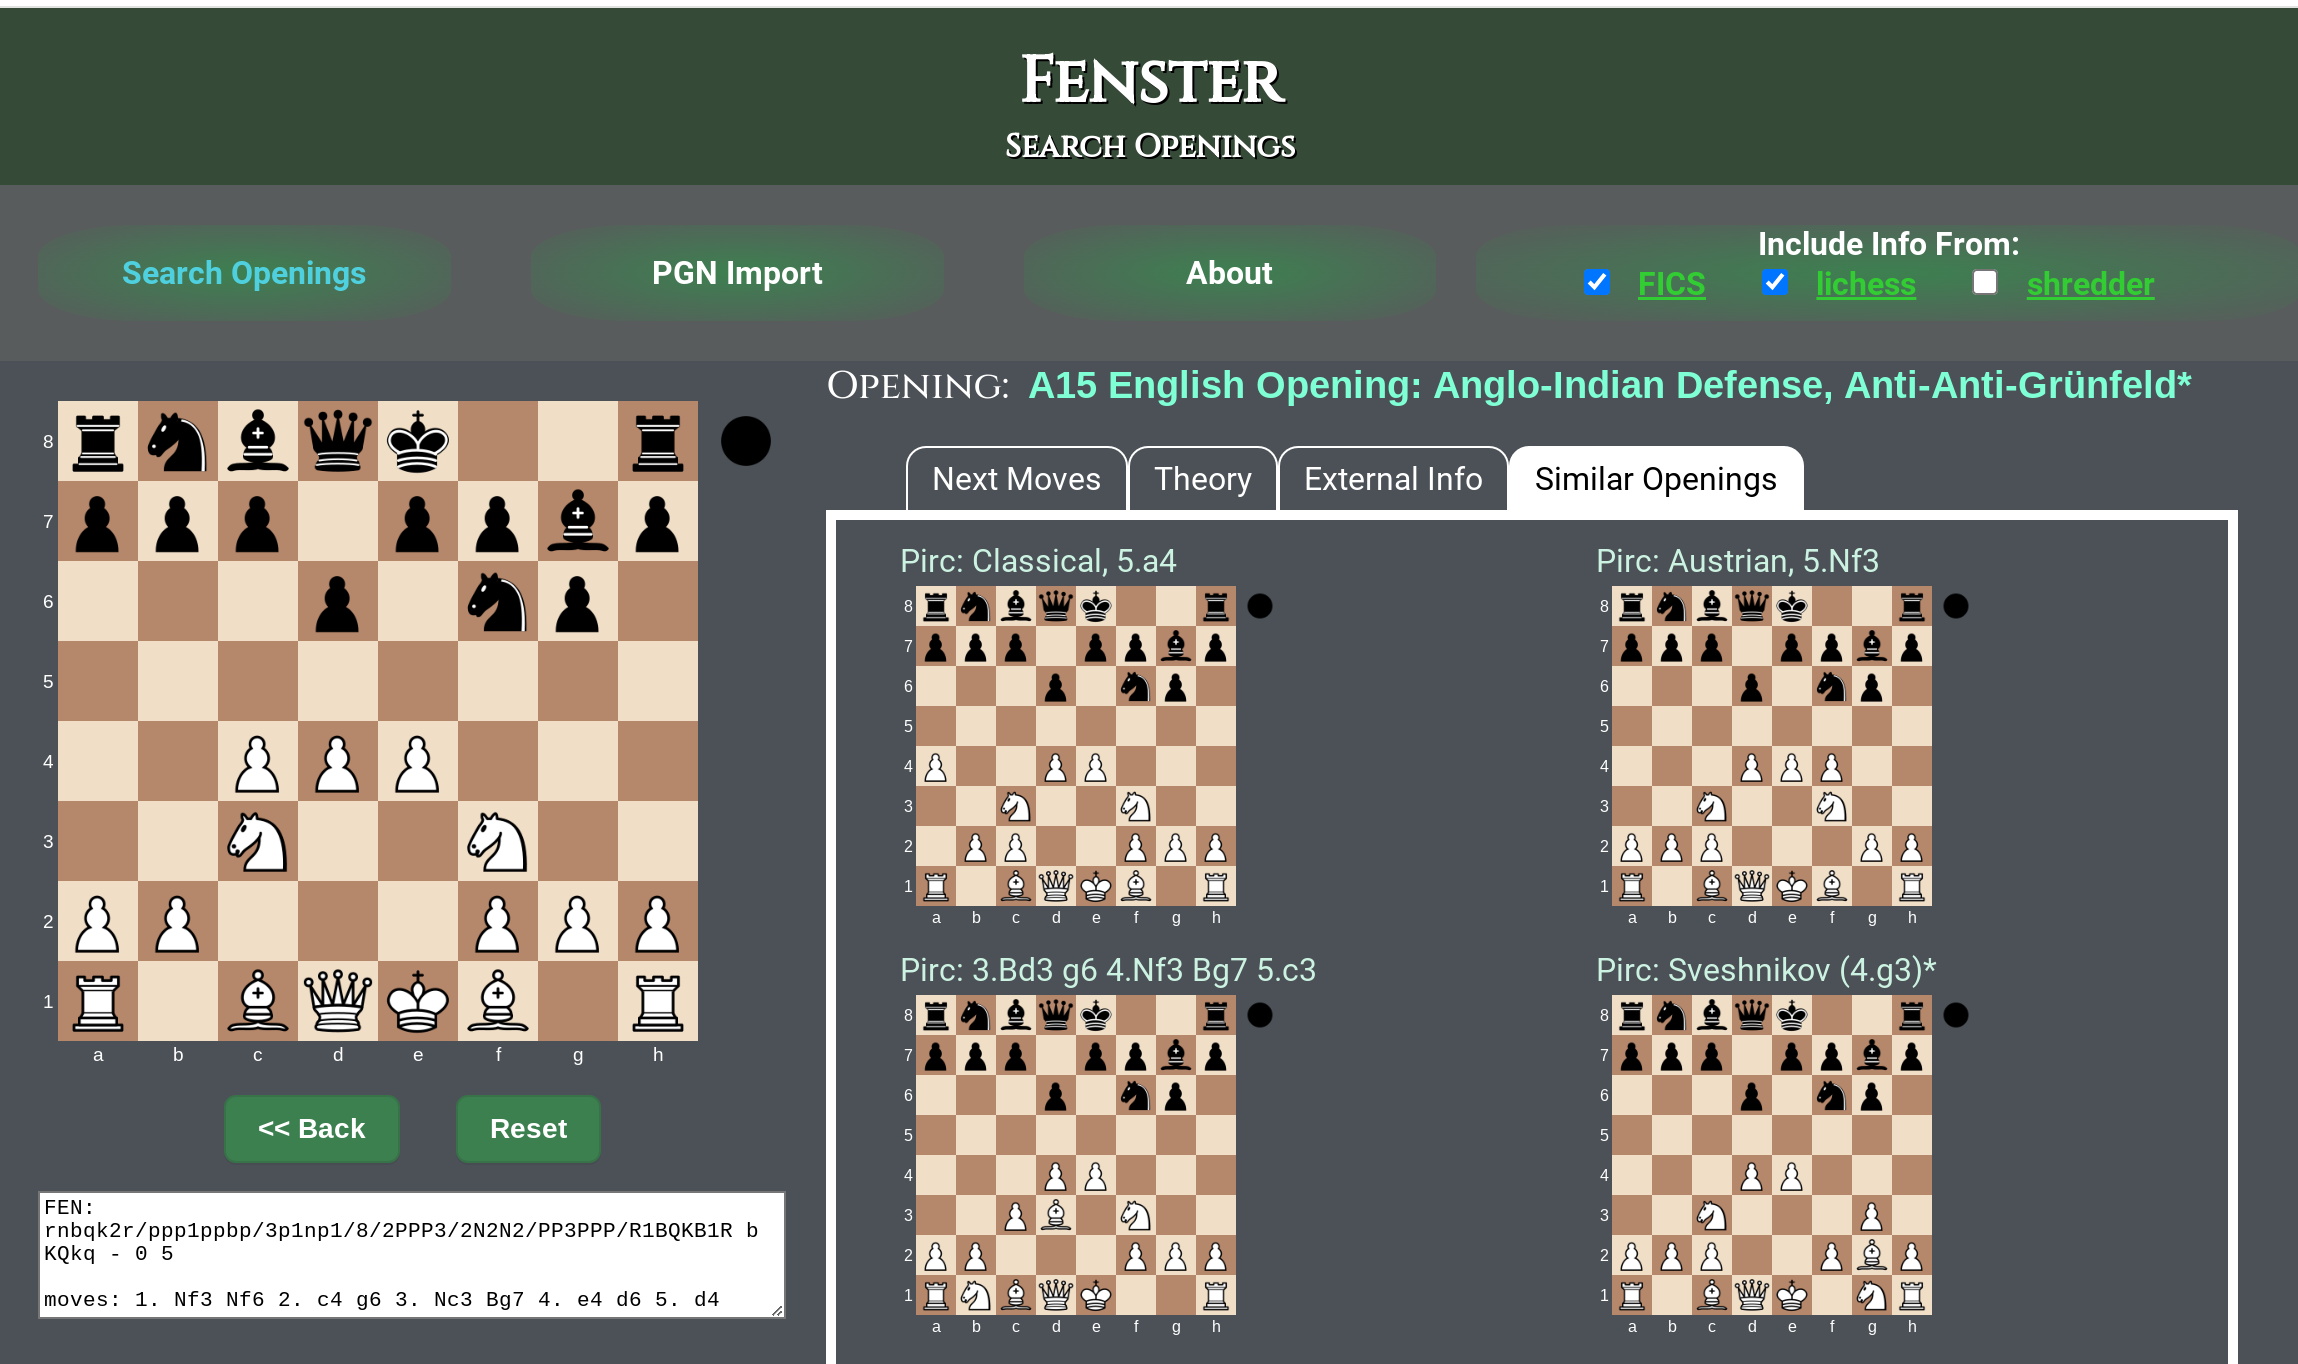 Fenster
Search Openings
Search Openings
PGN Import
About
Include Info From:
FICS
lichess
shredder
Opening: A15 English Opening: Anglo-Indian Defense, Anti-Anti-Grünfeld*
Next Moves
Theory
External Info
Similar Openings
8
7
6
5
4
3
2
1
a b c d e f g h
<< Back
Reset
FEN:
rnbqk2r/ppp1ppbp/3p1np1/8/2PPP3/2N2N2/PP3PPP/R1BQKB1R b
KQkq - 0 5
moves: 1. Nf3 Nf6 2. c4 g6 3. Nc3 Bg7 4. e4 d6 5. d4
Pirc: Classical, 5.a4
8
7
6
5
4
3
2
1
a b c d e f g h
Pirc: Austrian, 5.Nf3
8
7
6
5
4
3
2
1
a b c d e f g h
Pirc: 3.Bd3 g6 4.Nf3 Bg7 5.c3
8
7
6
5
4
3
2
1
a b c d e f g h
Pirc: Sveshnikov (4.g3)*
8
7
6
5
4
3
2
1
a b c d e f g h